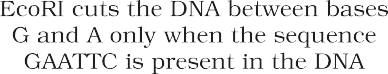 EcoRI cuts the DNA between bases
G and A only when the sequence
GAATTC is present in the DNA